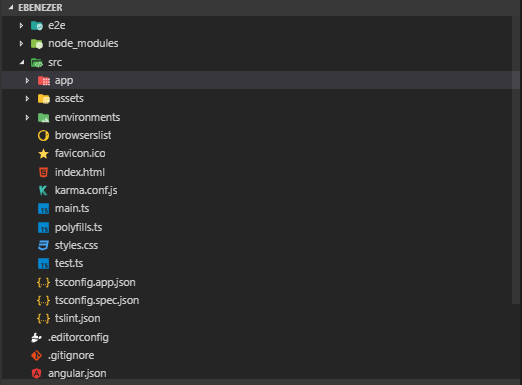 EBENEZER
e2e
node_modules
src
app
assets
environments
browserslist
favicon.ico
index.html
karma.conf.js
main.ts
polyfills.ts
styles.css
test.ts
tsconfig.app.json
tsconfig.spec.json
tslint.json
.editorconfig
.gitignore
angular.json